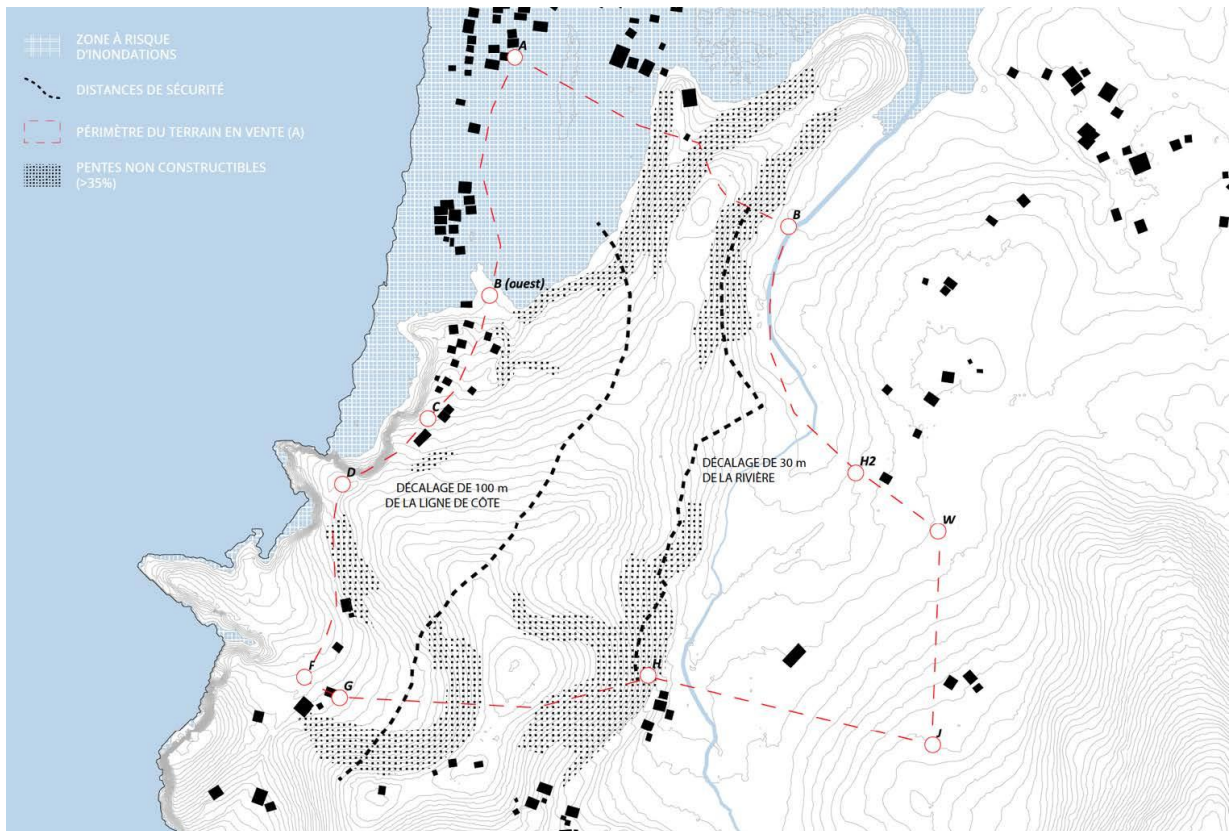 ZONE À RISQUE
D'INONDATIONS
DISTANCES DE SÉCURITÉ
PÉRIMÈTRE DU TERRAIN EN VENTE (A)
PENTES NON CONSTRUCTIBLES
(>35%)
A
B
B (ouest)
C
D
DÉCALAGE DE 100 m
DE LA LIGNE DE CÔTE
DÉCALAGE DE 30 m
DE LA RIVIÈRE
H2
W
F
G
H
J